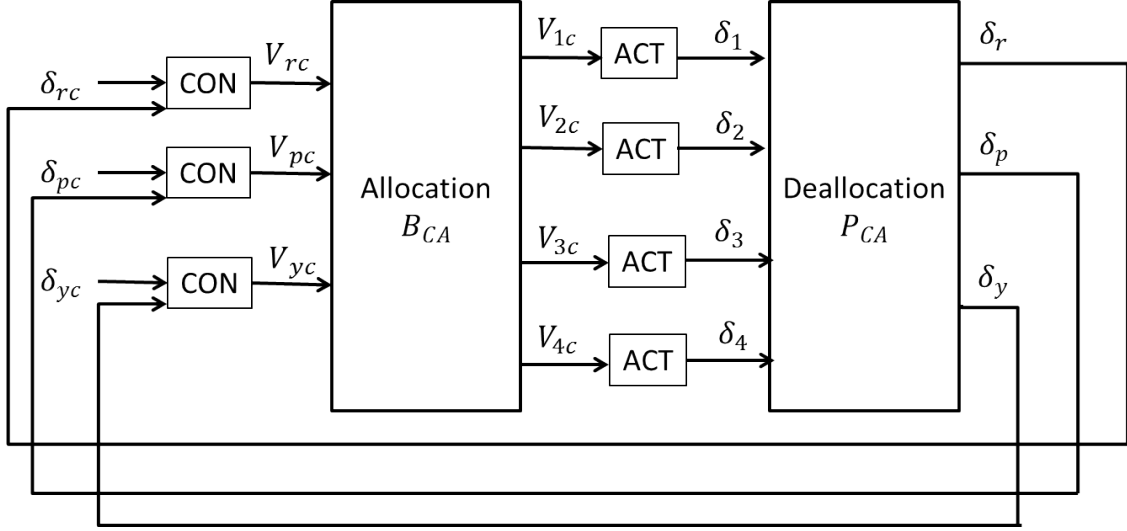 δ_rc
CON
V_rc
δ_pc
CON
V_pc
δ_yc
CON
V_yc
Allocation
B_CA
V_1c
ACT
δ_1
V_2c
ACT
δ_2
V_3c
ACT
δ_3
V_4c
ACT
δ_4
Deallocation
P_CA
δ_r
δ_p
δ_y